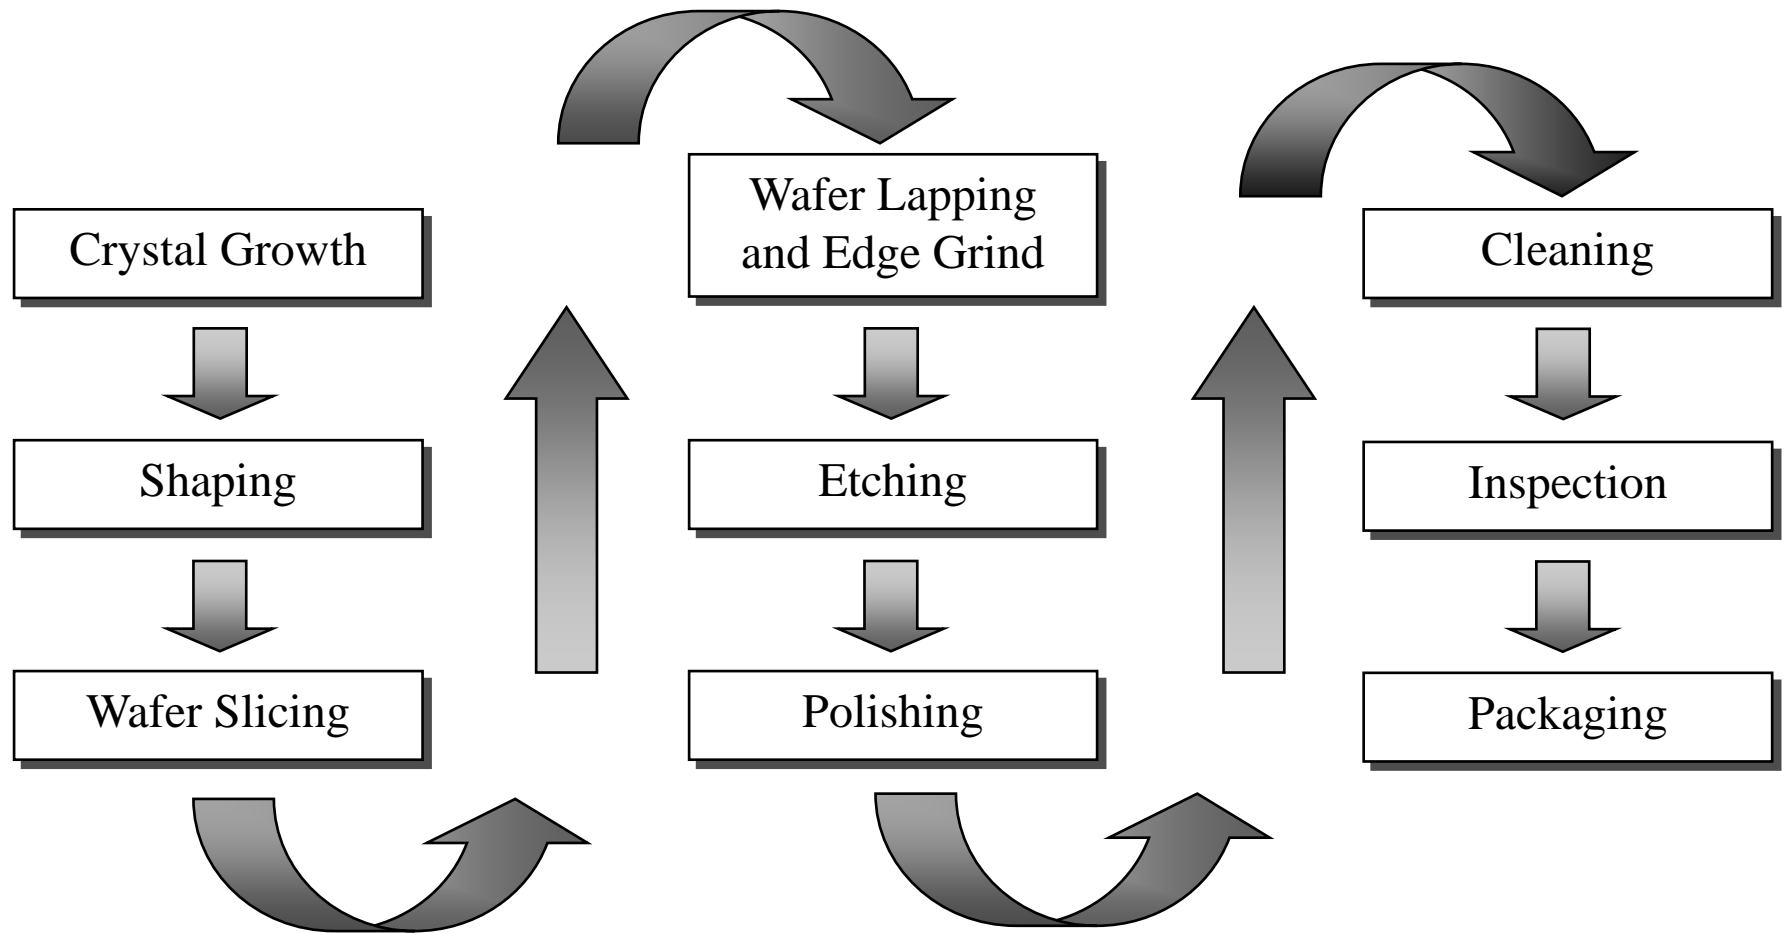 Crystal Growth
Shaping
Wafer Slicing
Wafer Lapping
and Edge Grind
Etching
Polishing
Cleaning
Inspection
Packaging